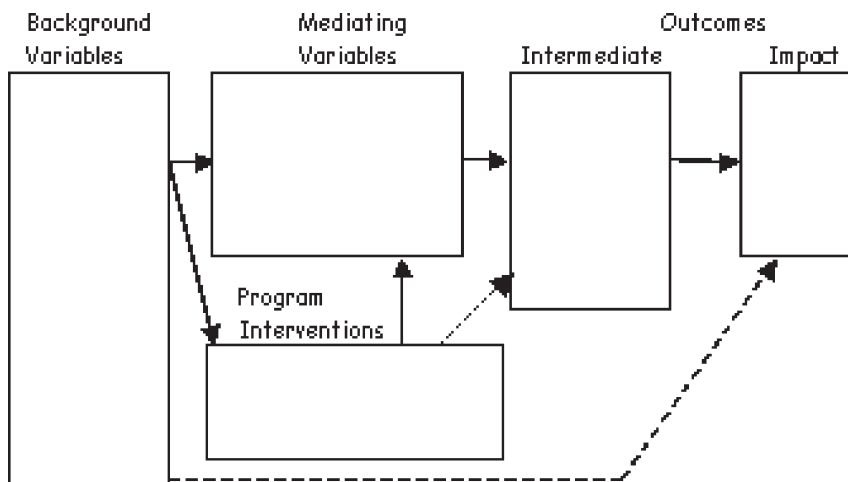 Background
Variables
Mediating
Variables
Outcomes
Intermediate
Impact
Program
Interventions